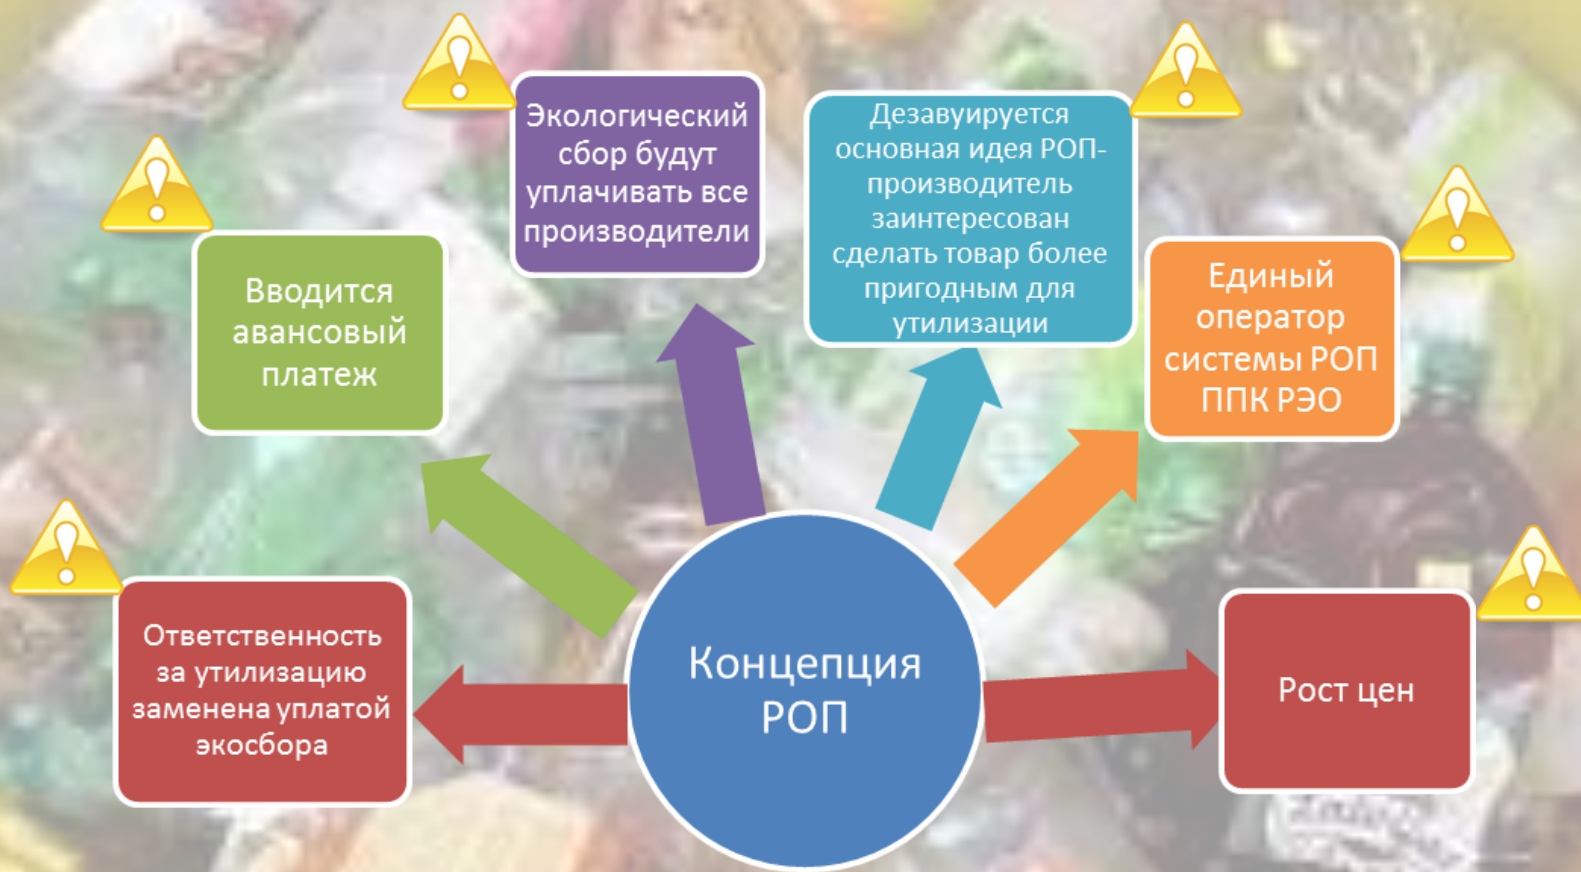 Экологический
сбор будут
уплачивать все
производители
Дезавуируется
основная идея РОП-
производитель
заинтересован
сделать товар более
пригодным для
утилизации
Вводится
авансовый
платеж
Единый
оператор
системы РОП
ППК РЭО
Ответственность
за утилизацию
заменена уплатой
экосбора
Концепция
РОП
Рост цен